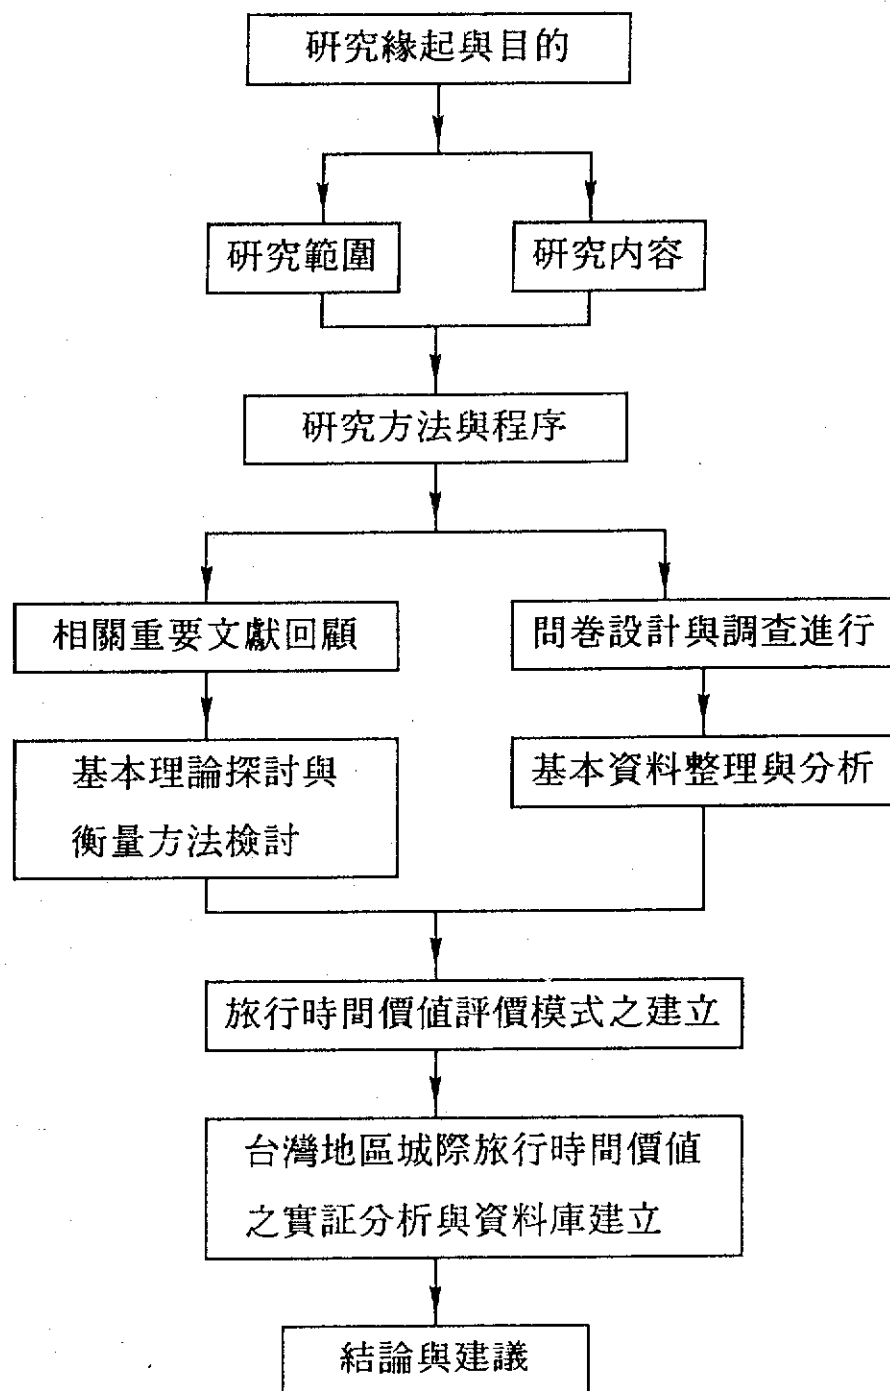 研究緣起與目的
研究範圍
研究内容
研究方法與程序
相關重要文獻回顧
問卷設計與調查進行
基本理論探討與
衡量方法檢討
基本資料整理與分析
旅行時間價値評價模式之建立
台灣地區城際旅行時間價値
之實証分析與資料庫建立
結論與建議